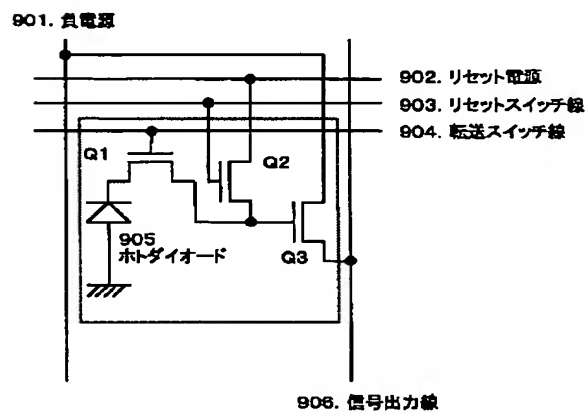 901. 負電源
902. リセット電源
903. リセットスイッチ線
904. 転送スイッチ線
Q1
Q2
905
ホトダイオード
Q3
906. 信号出力線